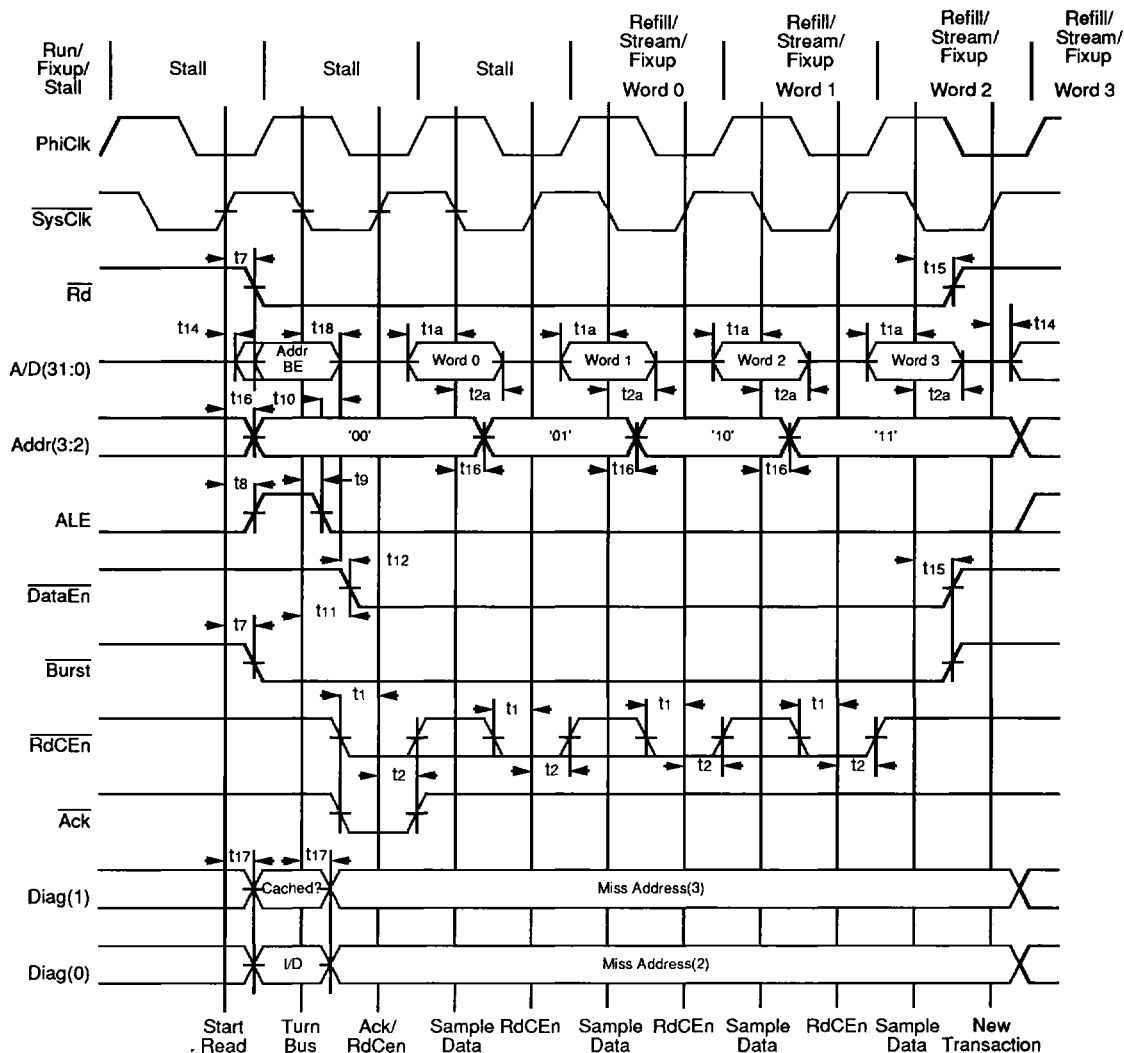 Run/
Fixup/
Stall
Stall
Stall
Stall
Refill/
Stream/
Fixup
Word 0
Refill/
Stream/
Fixup
Word 1
Refill/
Stream/
Fixup
Word 2
Refill/
Stream/
Fixup
Word 3
PhiClk
SysClk
t7
t15
Rd
t14
t18
t1a
t1a
t1a
t1a
t14
A/D(31:0)
Addr
BE
Word 0
Word 1
Word 2
Word 3
t2a
t2a
t2a
t2a
t16
t10
Addr(3:2)
'00'
'01'
'10'
'11'
t16
t16
t16
t8
t9
ALE
t12
t15
DataEn
t11
t7
Burst
t1
t1
t1
t1
RdCEn
t2
t2
t2
t2
Ack
t17
t17
Diag(1)
Cached?
Miss Address(3)
Diag(0)
I/D
Miss Address(2)
Start
Read
Turn
Bus
Ack/
RdCen
Sample
Data
RdCEn
Sample
Data
RdCEn
Sample
Data
RdCEn
Sample
Data
New
Transaction